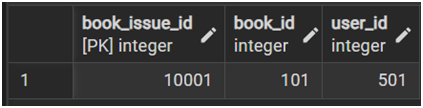 book_issue_id book_id user_id
[PK] integer integer integer
1 10001 101 501